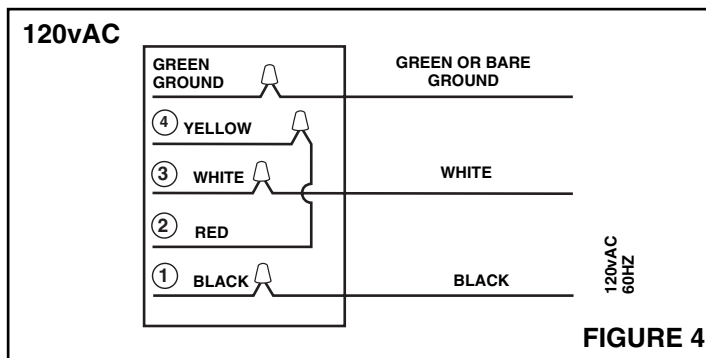 120vAC
GREEN
GROUND
GREEN OR BARE
GROUND
4 YELLOW
3 WHITE
WHITE
2 RED
1 BLACK
BLACK
120vAC
60HZ
FIGURE 4